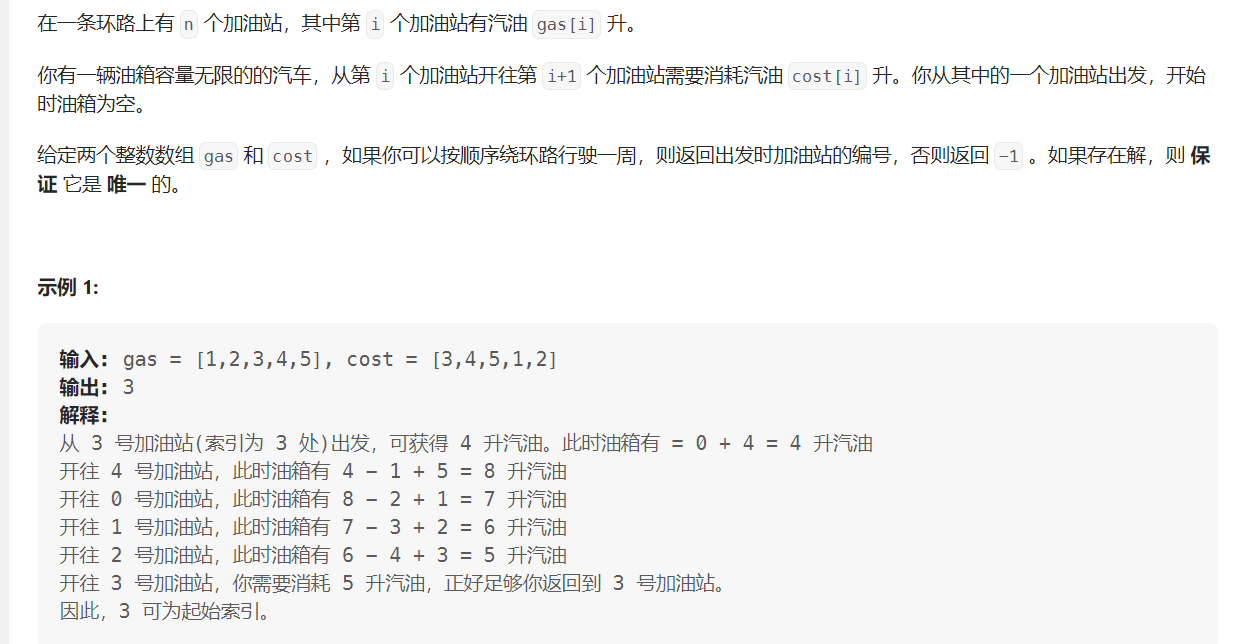 在一条环路上有 n 个加油站，其中第 i 个加油站有汽油 gas[i] 升。
你有一辆油箱容量无限的的汽车，从第 i 个加油站开往第 i+1 个加油站需要消耗汽油 cost[i] 升。你从其中的一个加油站出发，开始
时油箱为空。
给定两个整数数组 gas 和 cost ，如果你可以按顺序绕环路行驶一周，则返回出发时加油站的编号，否则返回 -1 。如果存在解，则 保
证 它是 唯一 的。
示例 1:
输入: gas = [1,2,3,4,5], cost = [3,4,5,1,2]
输出: 3
解释:
从 3 号加油站(索引为 3 处)出发，可获得 4 升汽油。此时油箱有 = 0 + 4 = 4 升汽油
开往 4 号加油站，此时油箱有 4 - 1 + 5 = 8 升汽油
开往 0 号加油站，此时油箱有 8 - 2 + 1 = 7 升汽油
开往 1 号加油站，此时油箱有 7 - 3 + 2 = 6 升汽油
开往 2 号加油站，此时油箱有 6 - 4 + 3 = 5 升汽油
开往 3 号加油站，你需要消耗 5 升汽油，正好足够你返回到 3 号加油站。
因此，3 可为起始索引。